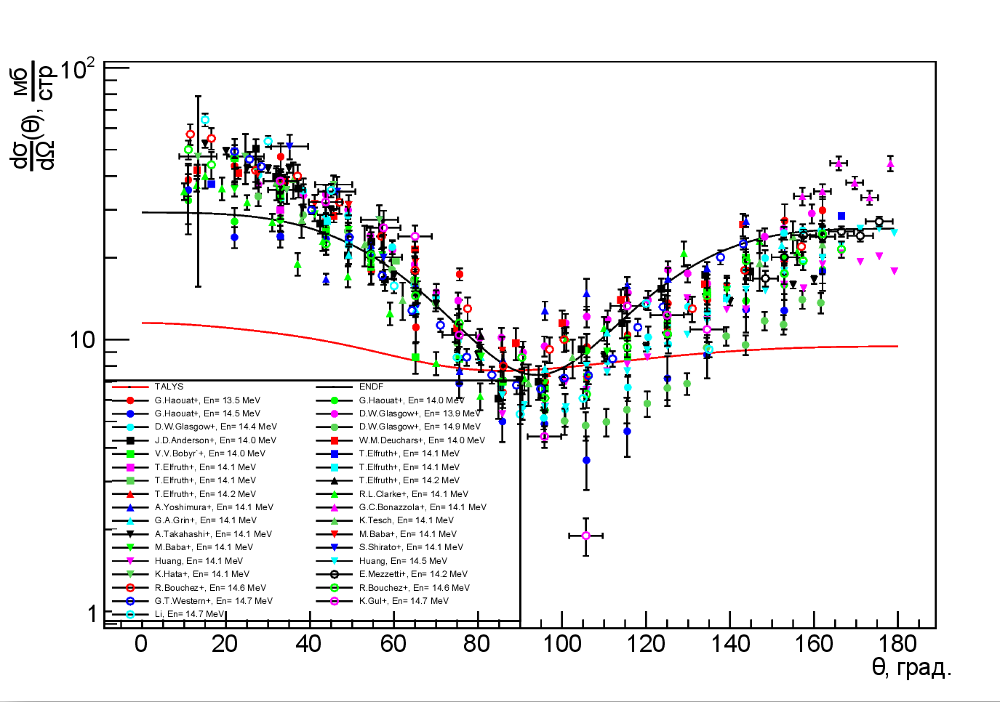 dσ/dΩ(θ), мб/стр
10²
10
1
TALYS
ENDF
G.Haouat+, En= 13.5 MeV
G.Haouat+, En= 14.0 MeV
G.Haouat+, En= 14.5 MeV
D.W.Glasgow+, En= 13.9 MeV
D.W.Glasgow+, En= 14.4 MeV
D.W.Glasgow+, En= 14.9 MeV
J.D.Anderson+, En= 14.0 MeV
W.M.Deuchars+, En= 14.0 MeV
V.V.Bobyr`+, En= 14.0 MeV
T.Elfruth+, En= 14.1 MeV
T.Elfruth+, En= 14.1 MeV
T.Elfruth+, En= 14.1 MeV
T.Elfruth+, En= 14.1 MeV
T.Elfruth+, En= 14.2 MeV
T.Elfruth+, En= 14.2 MeV
R.L.Clarke+, En= 14.1 MeV
A.Yoshimura+, En= 14.1 MeV
G.C.Bonazzola+, En= 14.1 MeV
G.A.Grin+, En= 14.1 MeV
K.Tesch, En= 14.1 MeV
A.Takahashi+, En= 14.1 MeV
M.Baba+, En= 14.1 MeV
M.Baba+, En= 14.1 MeV
S.Shirato+, En= 14.1 MeV
Huang, En= 14.1 MeV
Huang, En= 14.5 MeV
K.Hata+, En= 14.1 MeV
E.Mezzetti+, En= 14.2 MeV
R.Bouchez+, En= 14.6 MeV
R.Bouchez+, En= 14.6 MeV
G.T.Western+, En= 14.7 MeV
K.Gul+, En= 14.7 MeV
Li, En= 14.7 MeV
0 20 40 60 80 100 120 140 160 180
θ, град.